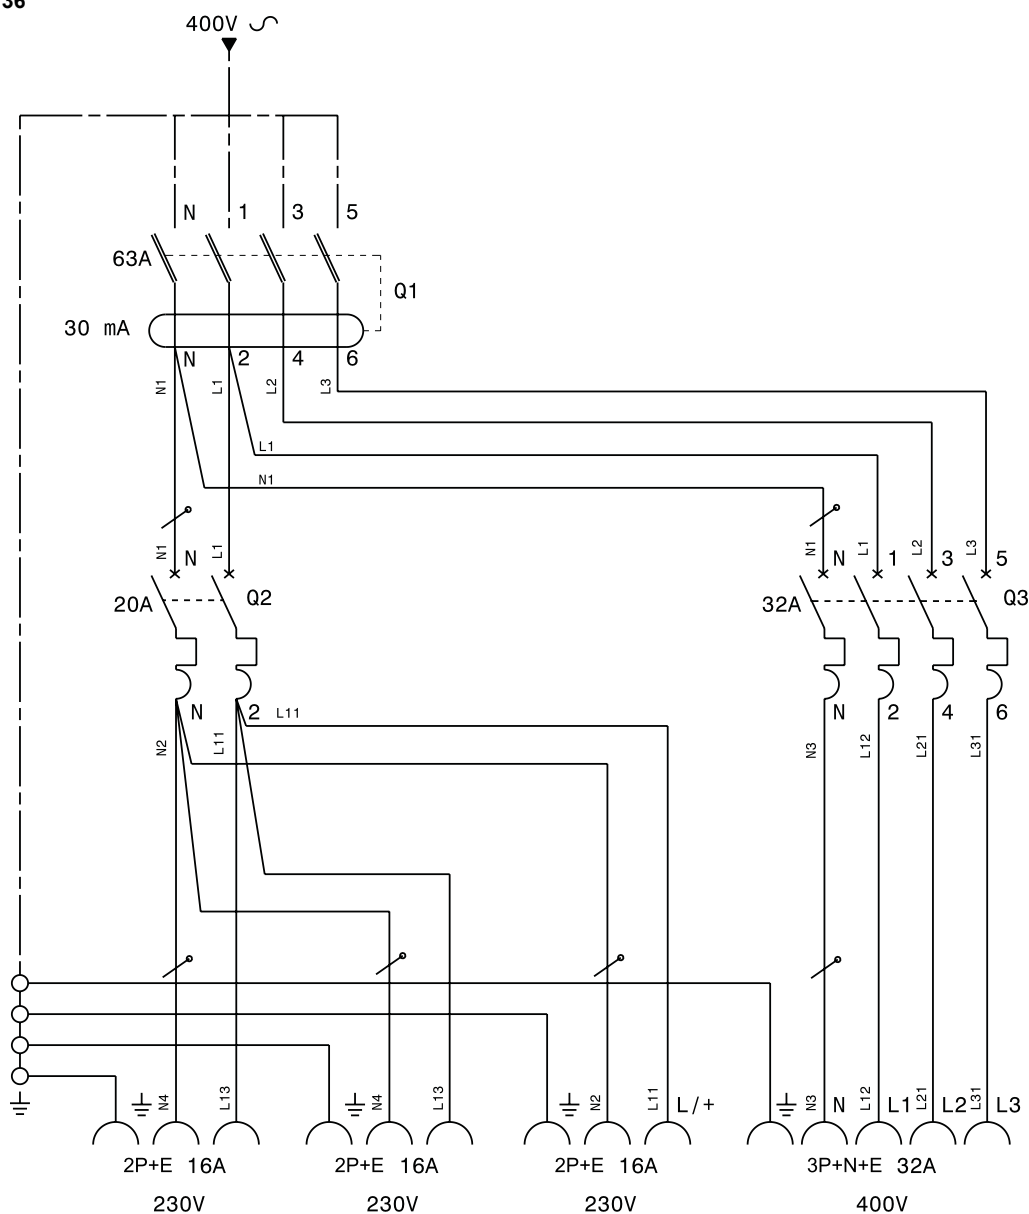 36
400V
N 1 3 5
63A
Q1
30 mA
N 2 4 6
N1 L1 L2 L3
L1
N1
N1 N L1
N1 N L1 1 L2 3 L3 5
20A Q2
32A Q3
N 2 L11
N 2 4 6
N2 L11
N3 L12 L21 L31
N4 L13
N4 L13
N2 L11 L/+
N3 N L12 L1 L21 L2 L31 L3
2P+E 16A 2P+E 16A 2P+E 16A 3P+N+E 32A
230V 230V 230V 400V